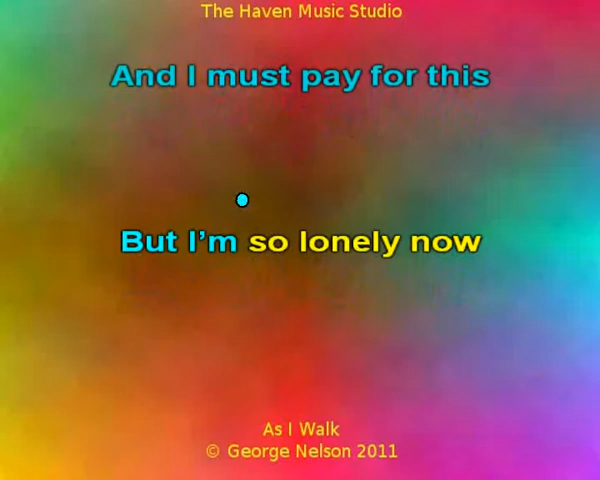 The Haven Music Studio
And I must pay for this
But I’m so lonely now
As I Walk
© George Nelson 2011